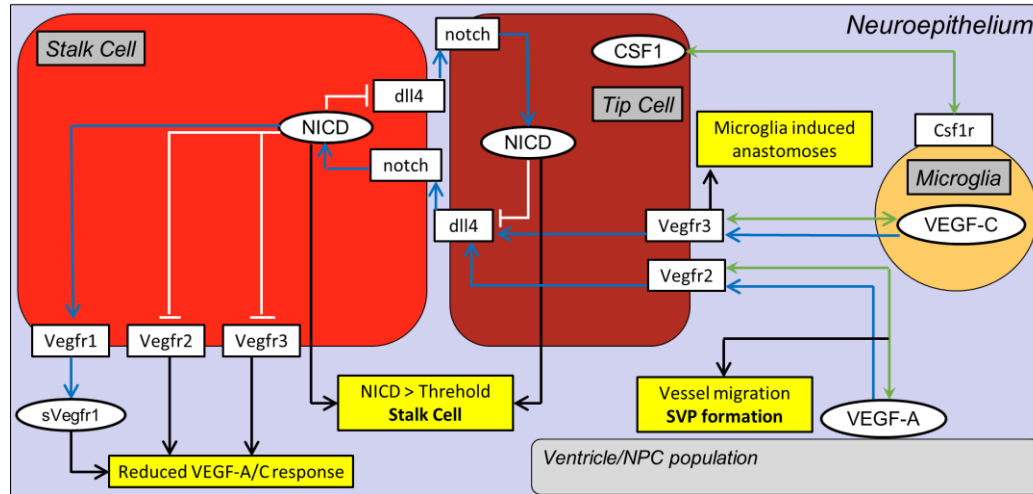 Neuroepithelium
Stalk Cell
notch
CSF1
dll4
Tip Cell
NICD
NICD
Microglia induced
anastomoses
Csf1r
Microglia
notch
dll4
Vegfr3
VEGF-C
Vegfr2
Vegfr1
Vegfr2
Vegfr3
sVegfr1
NICD > Threhold
Stalk Cell
Vessel migration
SVP formation
VEGF-A
Reduced VEGF-A/C response
Ventricle/NPC population